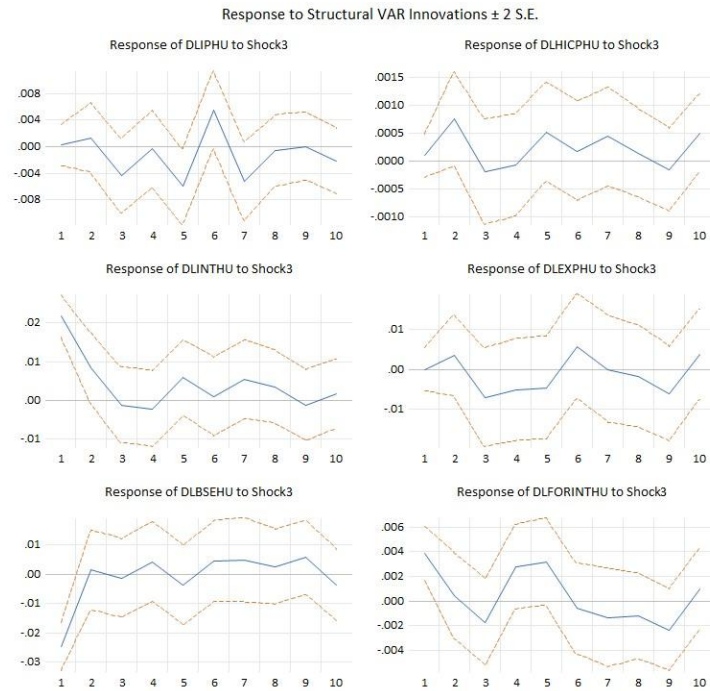 Response to Structural VAR Innovations ± 2 S.E.
Response of DLIPHU to Shock3
.008
.004
.000
-.004
-.008
1 2 3 4 5 6 7 8 9 10
Response of DLHICPHU to Shock3
.0015
.0010
.0005
.0000
-.0005
-.0010
1 2 3 4 5 6 7 8 9 10
Response of DLINTHU to Shock3
.02
.01
.00
-.01
1 2 3 4 5 6 7 8 9 10
Response of DLEXPHU to Shock3
.01
.00
-.01
1 2 3 4 5 6 7 8 9 10
Response of DLBSEHU to Shock3
.01
.00
-.01
-.02
-.03
1 2 3 4 5 6 7 8 9 10
Response of DLFORINTHU to Shock3
.006
.004
.002
.000
-.002
-.004
1 2 3 4 5 6 7 8 9 10